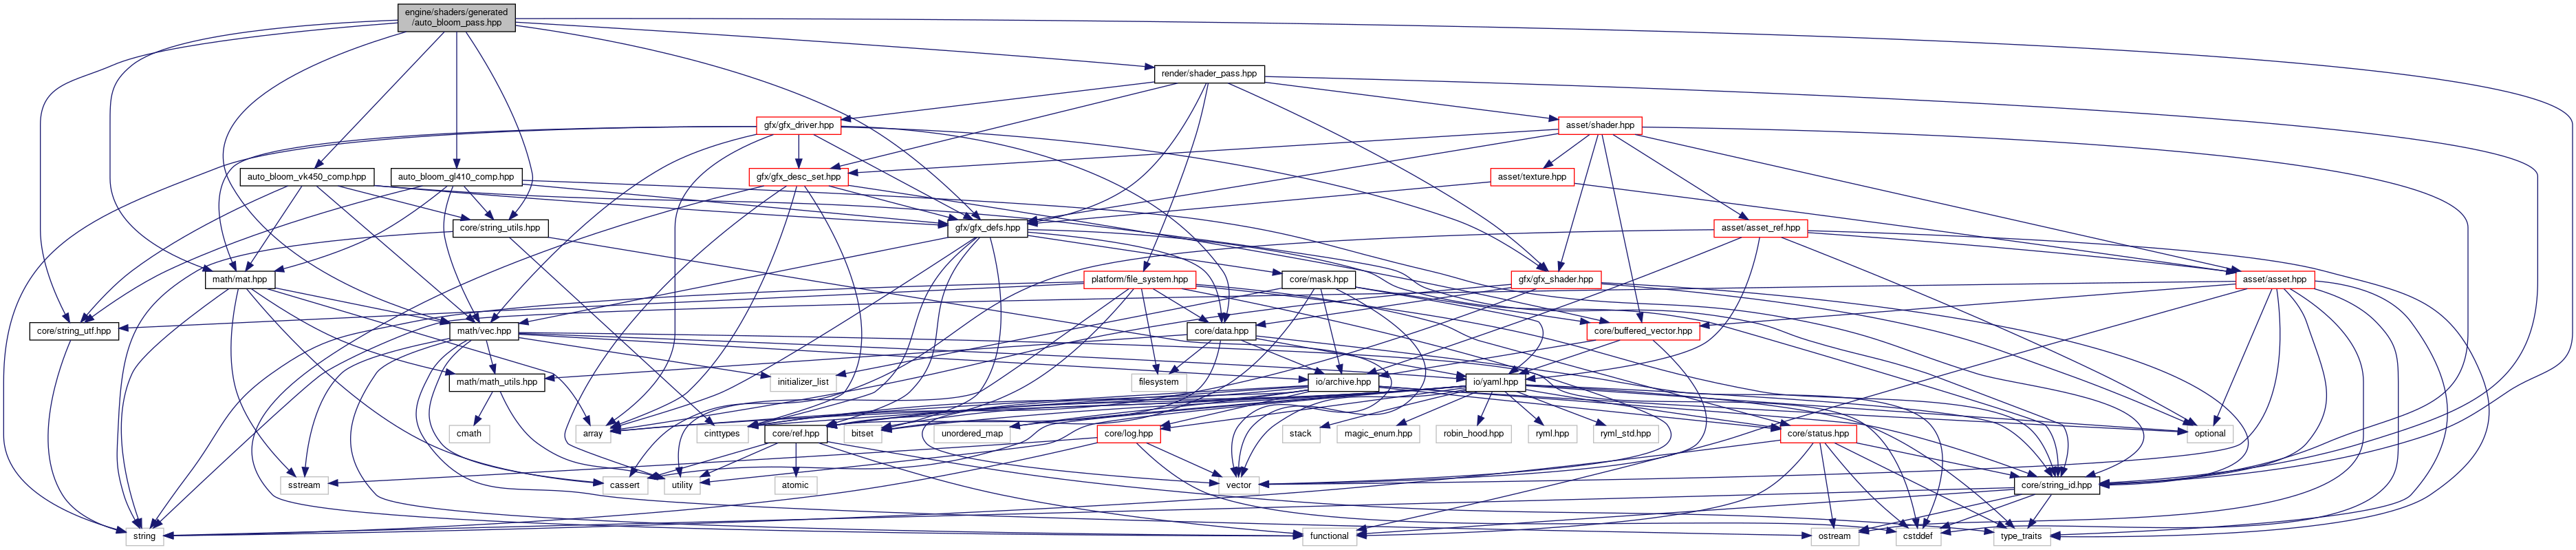 engine/shaders/generated
/auto_bloom_pass.hpp
render/shader_pass.hpp
gfx/gfx_driver.hpp
asset/shader.hpp
auto_bloom_vk450_comp.hpp
auto_bloom_gl410_comp.hpp
gfx/gfx_desc_set.hpp
asset/texture.hpp
core/string_utils.hpp
gfx/gfx_defs.hpp
asset/asset_ref.hpp
math/mat.hpp
platform/file_system.hpp
core/mask.hpp
gfx/gfx_shader.hpp
asset/asset.hpp
core/string_utf.hpp
math/vec.hpp
core/data.hpp
core/buffered_vector.hpp
math/math_utils.hpp
initializer_list
filesystem
io/archive.hpp
io/yaml.hpp
cmath
array
cinttypes
core/ref.hpp
bitset
unordered_map
core/log.hpp
stack
magic_enum.hpp
robin_hood.hpp
ryml.hpp
ryml_std.hpp
core/status.hpp
optional
sstream
cassert
utility
atomic
vector
core/string_id.hpp
string
functional
ostream
cstddef
type_traits